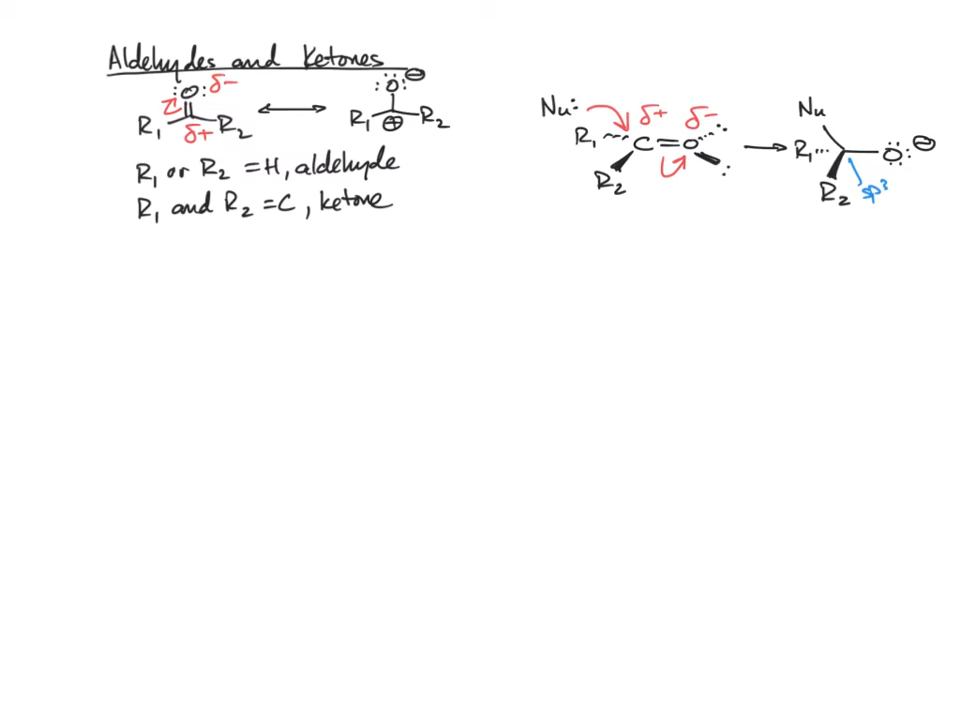 Aldehydes and Ketones
:O: δ−
R1 δ+ R2
:Ö: ⊖
R1 ⊕ R2
R1 or R2 = H, aldehyde
R1 and R2 = C, ketone
Nu: δ+ δ−
R1 C=O
R2
Nu
R1 O ⊖
R2 sp3